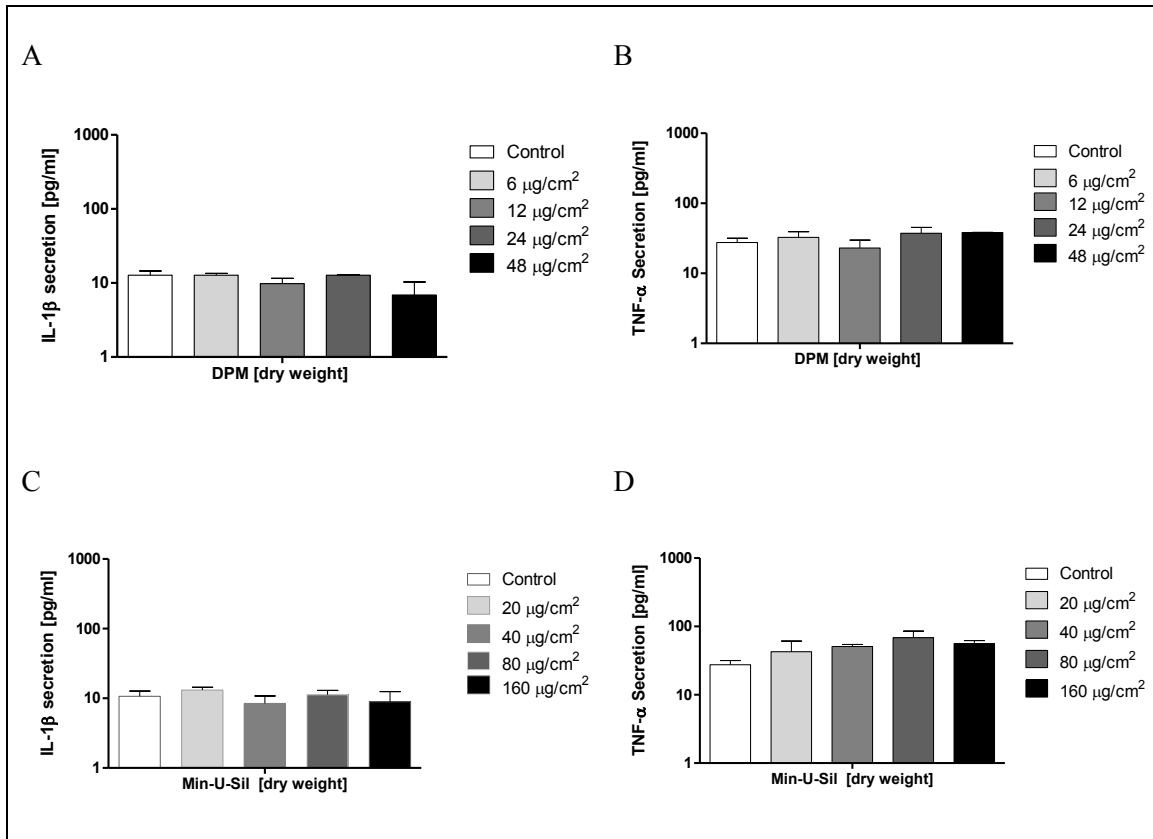 A
IL-1β secretion [pg/ml]
1000
100
10
1
DPM [dry weight]
Control
6 μg/cm²
12 μg/cm²
24 μg/cm²
48 μg/cm²
B
TNF-α Secretion [pg/ml]
1000
100
10
1
DPM [dry weight]
Control
6 μg/cm²
12 μg/cm²
24 μg/cm²
48 μg/cm²
C
IL-1β secretion [pg/ml]
1000
100
10
1
Min-U-Sil [dry weight]
Control
20 μg/cm²
40 μg/cm²
80 μg/cm²
160 μg/cm²
D
TNF-α Secretion [pg/ml]
1000
100
10
1
Min-U-Sil [dry weight]
Control
20 μg/cm²
40 μg/cm²
80 μg/cm²
160 μg/cm²